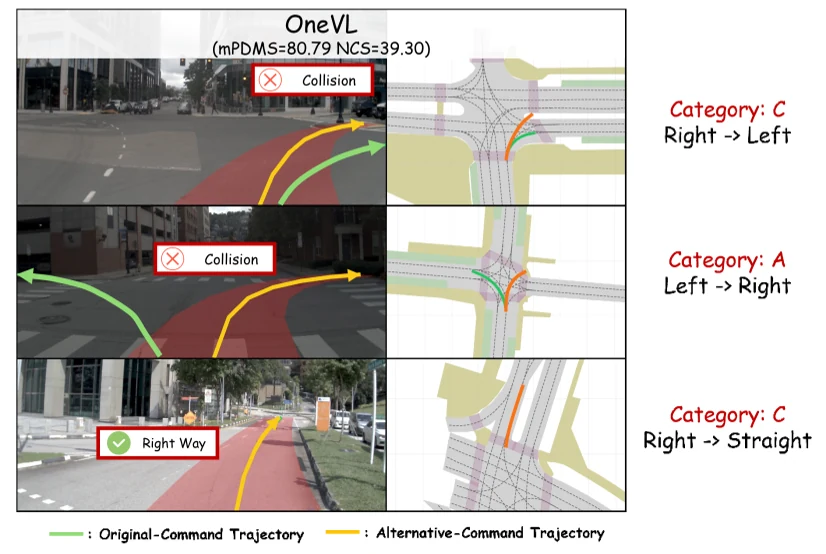 OneVL
(mPDMS=80.79 NCS=39.30)
Collision
Category: C
Right -> Left
Collision
Category: A
Left -> Right
Right Way
Category: C
Right -> Straight
: Original-Command Trajectory
: Alternative-Command Trajectory